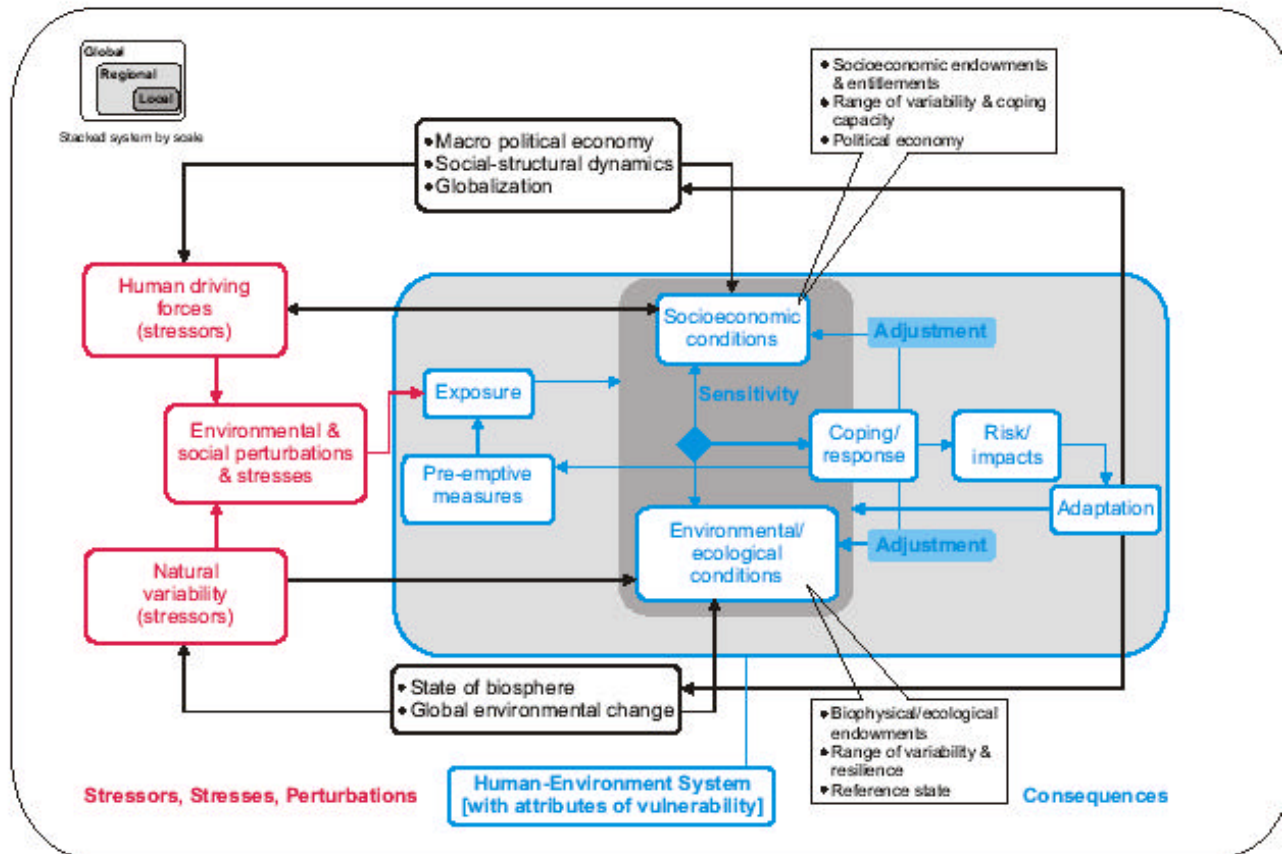 Global
Regional
Local
Stacked system by scale
• Macro political economy
• Social-structural dynamics
• Globalization
• Socioeconomic endowments
& entitlements
• Range of variability & coping
capacity
• Political economy
Human driving
forces
(stressors)
Socioeconomic
conditions
Adjustment
Exposure
Sensitivity
Environmental &
social perturbations
& stresses
Pre-emptive
measures
Coping/
response
Risk/
impacts
Adaptation
Natural
variability
(stressors)
Environmental/
ecological
conditions
Adjustment
• State of biosphere
• Global environmental change
• Biophysical/ecological
endowments
• Range of variability &
resilience
• Reference state
Stressors, Stresses, Perturbations
Human-Environment System
[with attributes of vulnerability]
Consequences